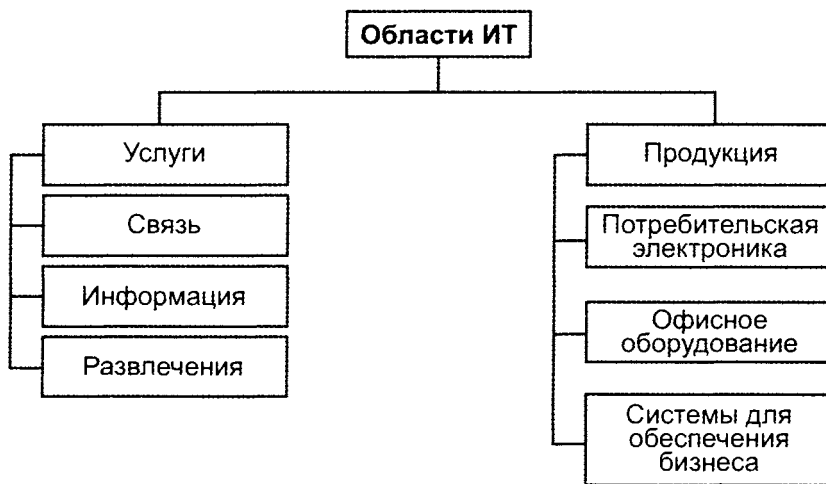 Области ИТ
Услуги
Связь
Информация
Развлечения
Продукция
Потребительская
электроника
Офисное
оборудование
Системы для
обеспечения
бизнеса